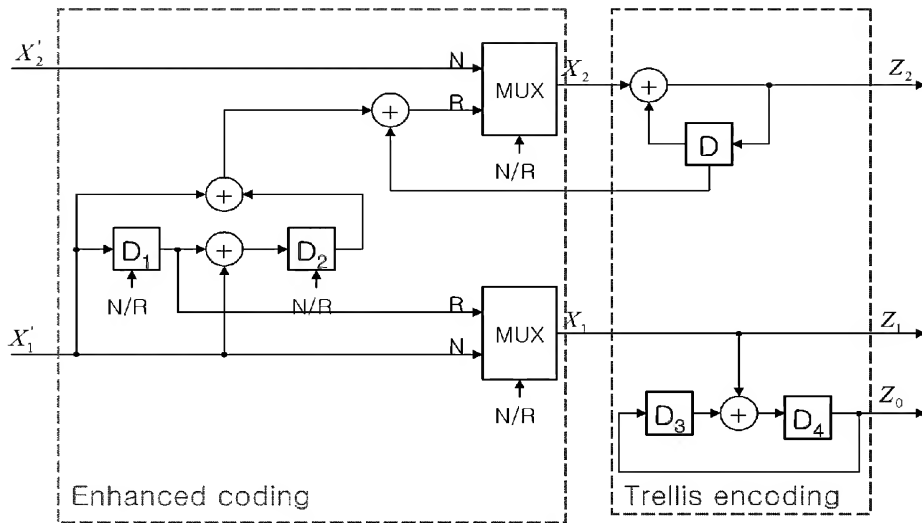 X'₂
N
MUX
X₂
Z₂
R
D
N/R
D₁
D₂
N/R
N/R
R
MUX
X₁
Z₁
X'₁
N
N/R
D₃
D₄
Z₀
Enhanced coding
Trellis encoding